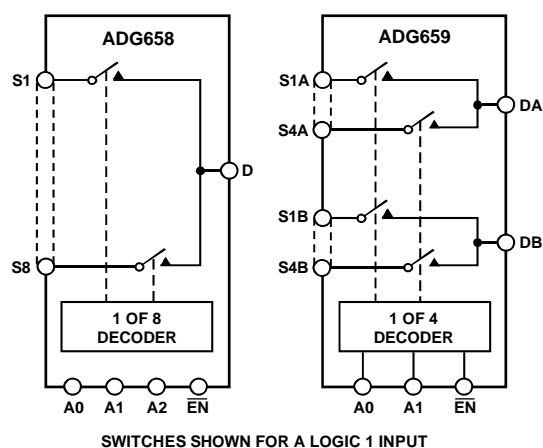 ADG658
S1
D
S8
1 OF 8
DECODER
A0 A1 A2 EN
ADG659
S1A
DA
S4A
S1B
DB
S4B
1 OF 4
DECODER
A0 A1 EN
SWITCHES SHOWN FOR A LOGIC 1 INPUT